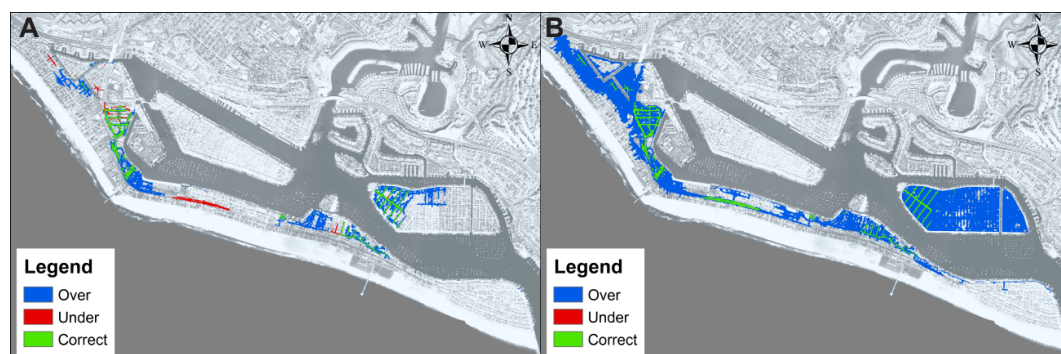 A
N
W E
S
Legend
Over
Under
Correct
B
N
W E
S
Legend
Over
Under
Correct